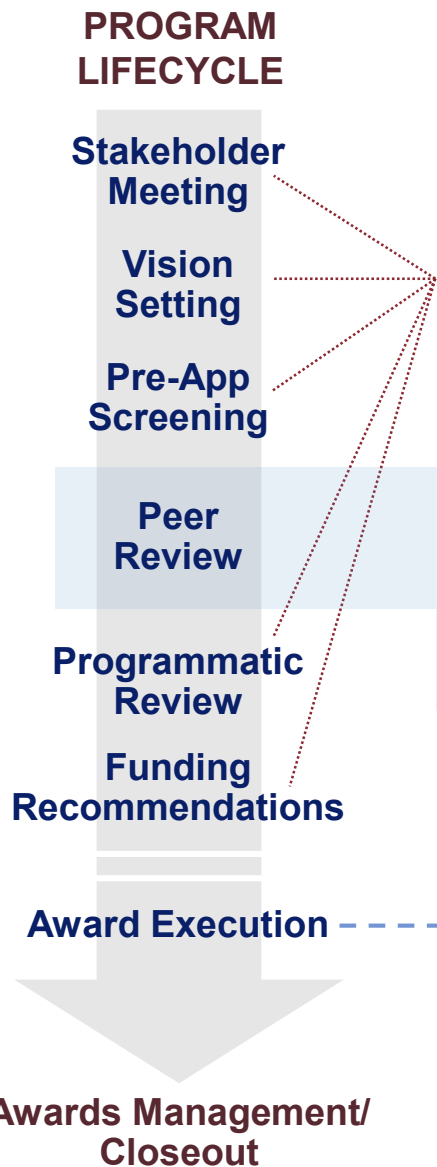 PROGRAM
LIFECYCLE
Stakeholder
Meeting
Vision
Setting
Pre-App
Screening
Peer
Review
Programmatic
Review
Funding
Recommendations
Award Execution
Awards Management/
Closeout